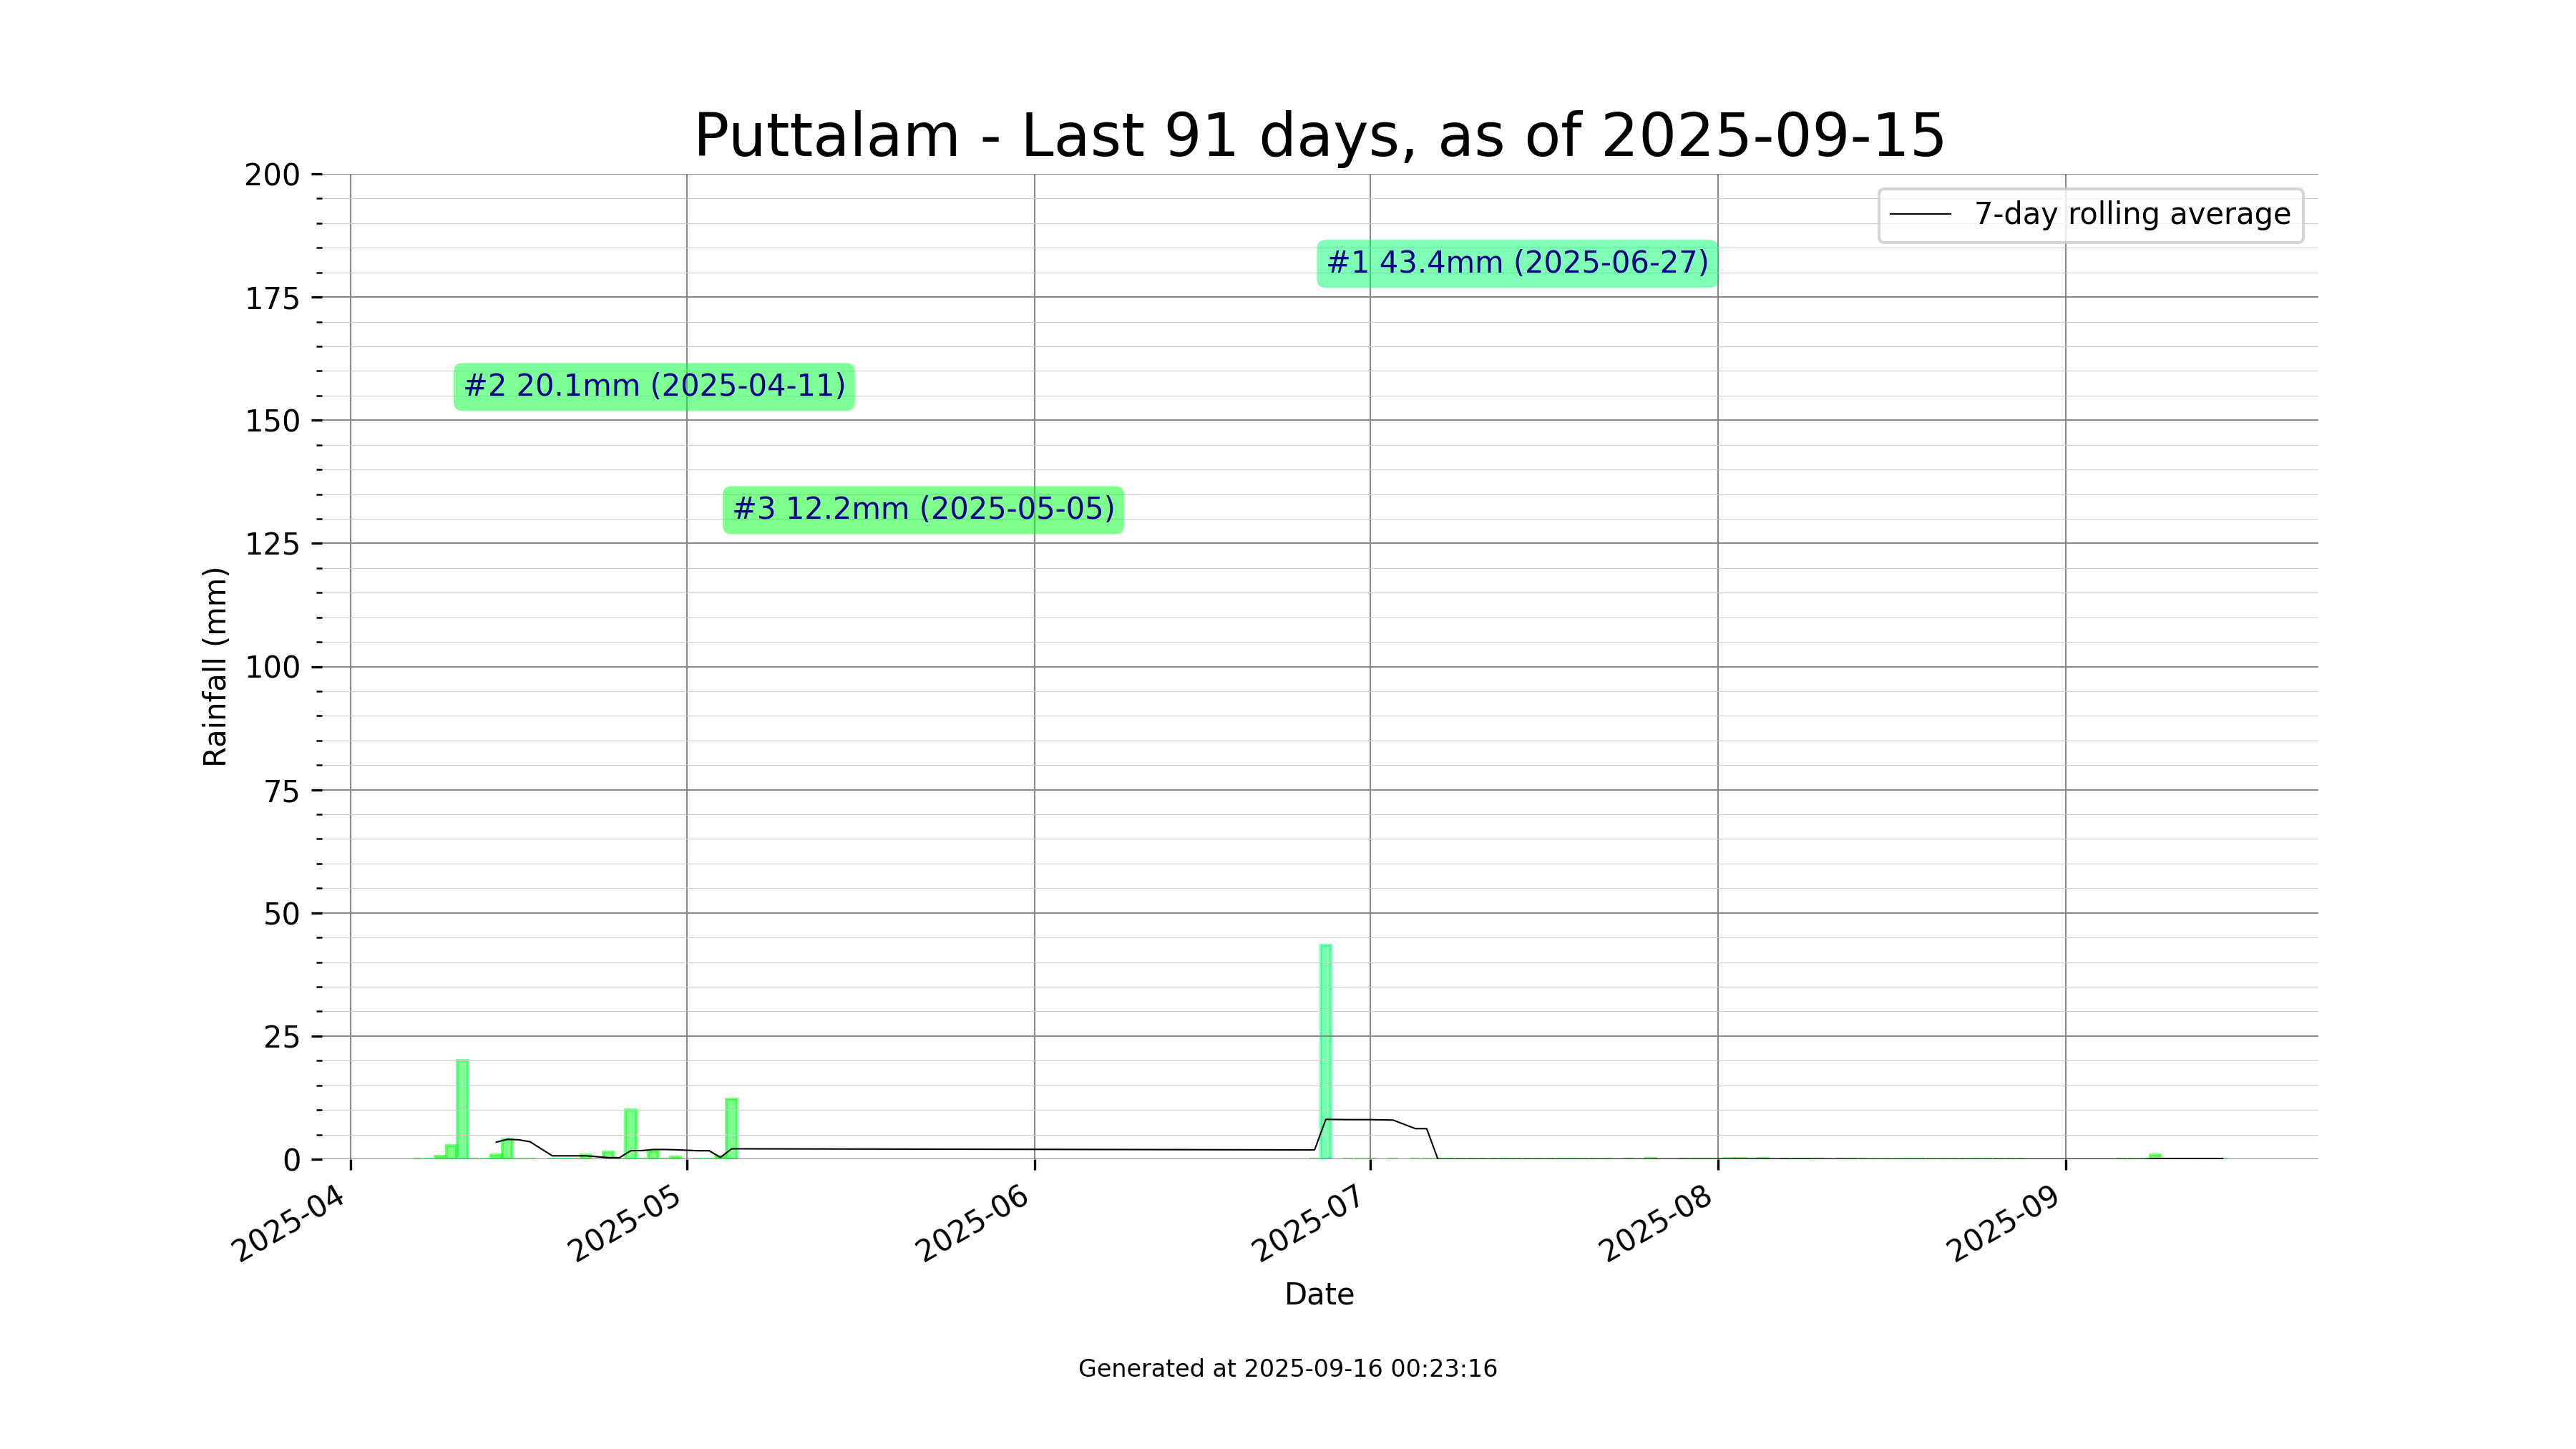 Puttalam - Last 91 days, as of 2025-09-15
7-day rolling average
#1 43.4mm (2025-06-27)
#2 20.1mm (2025-04-11)
#3 12.2mm (2025-05-05)
Rainfall (mm)
200
175
150
125
100
75
50
25
0
2025-04
2025-05
2025-06
2025-07
2025-08
2025-09
Date
Generated at 2025-09-16 00:23:16